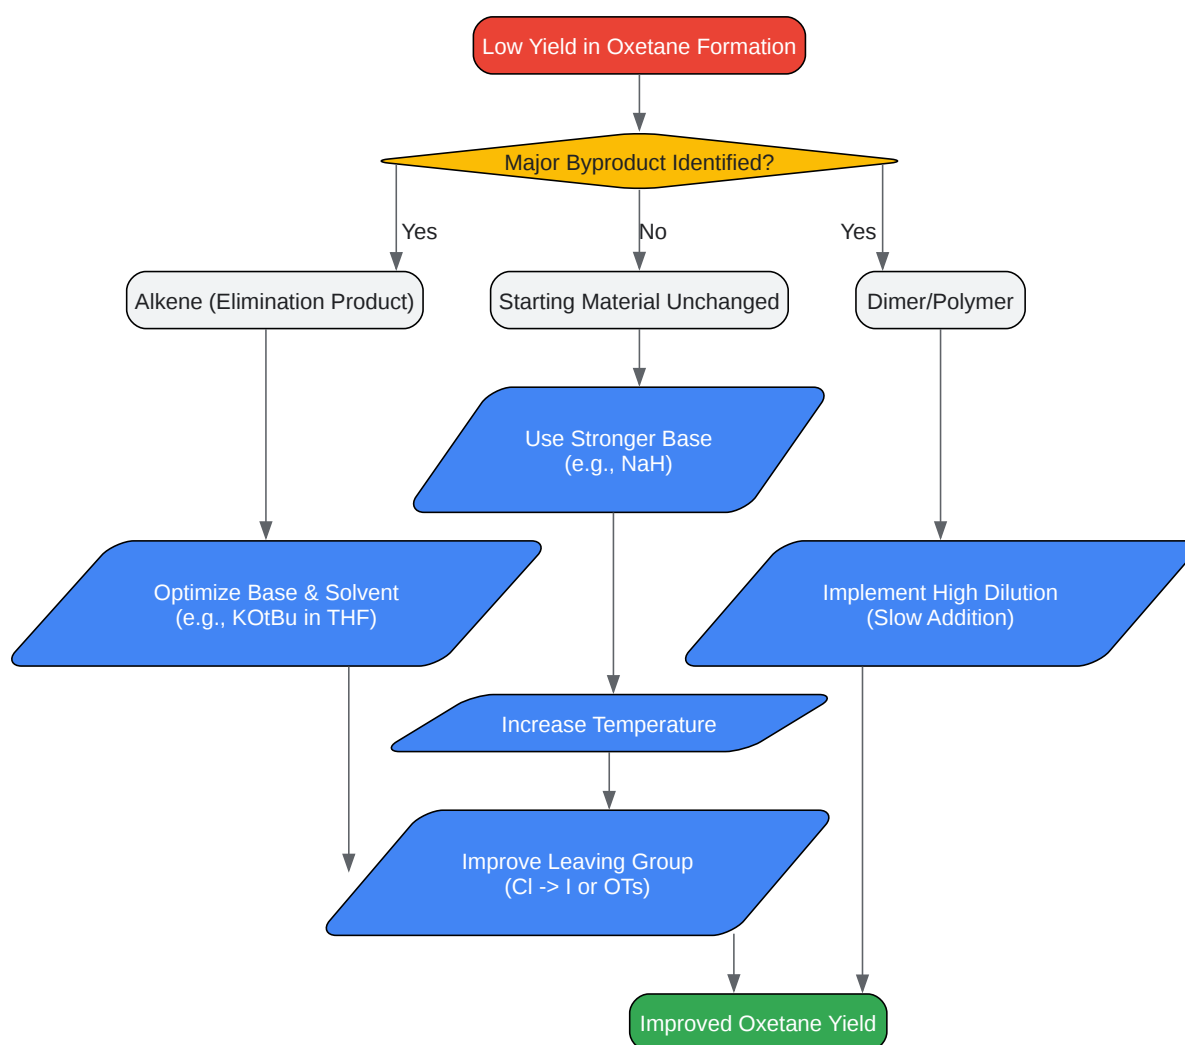 Low Yield in Oxetane Formation
Major Byproduct Identified?
Yes
No
Yes
Alkene (Elimination Product)
Starting Material Unchanged
Dimer/Polymer
Use Stronger Base
(e.g., NaH)
Optimize Base & Solvent
(e.g., KOtBu in THF)
Implement High Dilution
(Slow Addition)
Increase Temperature
Improve Leaving Group
(Cl -> I or OTs)
Improved Oxetane Yield